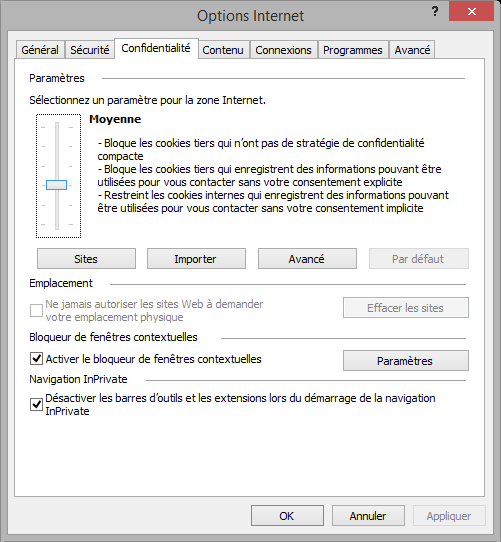 Options Internet
?
Général Sécurité Confidentialité Contenu Connexions Programmes Avancé
Paramètres
Sélectionnez un paramètre pour la zone Internet.
Moyenne
- Bloque les cookies tiers qui n'ont pas de stratégie de confidentialité
compacte
- Bloque les cookies tiers qui enregistrent des informations pouvant être
utilisées pour vous contacter sans votre consentement explicite
- Restreint les cookies internes qui enregistrent des informations pouvant
être utilisées pour vous contacter sans votre consentement implicite
Sites Importer Avancé Par défaut
Emplacement
Ne jamais autoriser les sites Web à demander
votre emplacement physique
Effacer les sites
Bloqueur de fenêtres contextuelles
Activer le bloqueur de fenêtres contextuelles
Paramètres
Navigation InPrivate
Désactiver les barres d'outils et les extensions lors du démarrage de la navigation
InPrivate
OK Annuler Appliquer